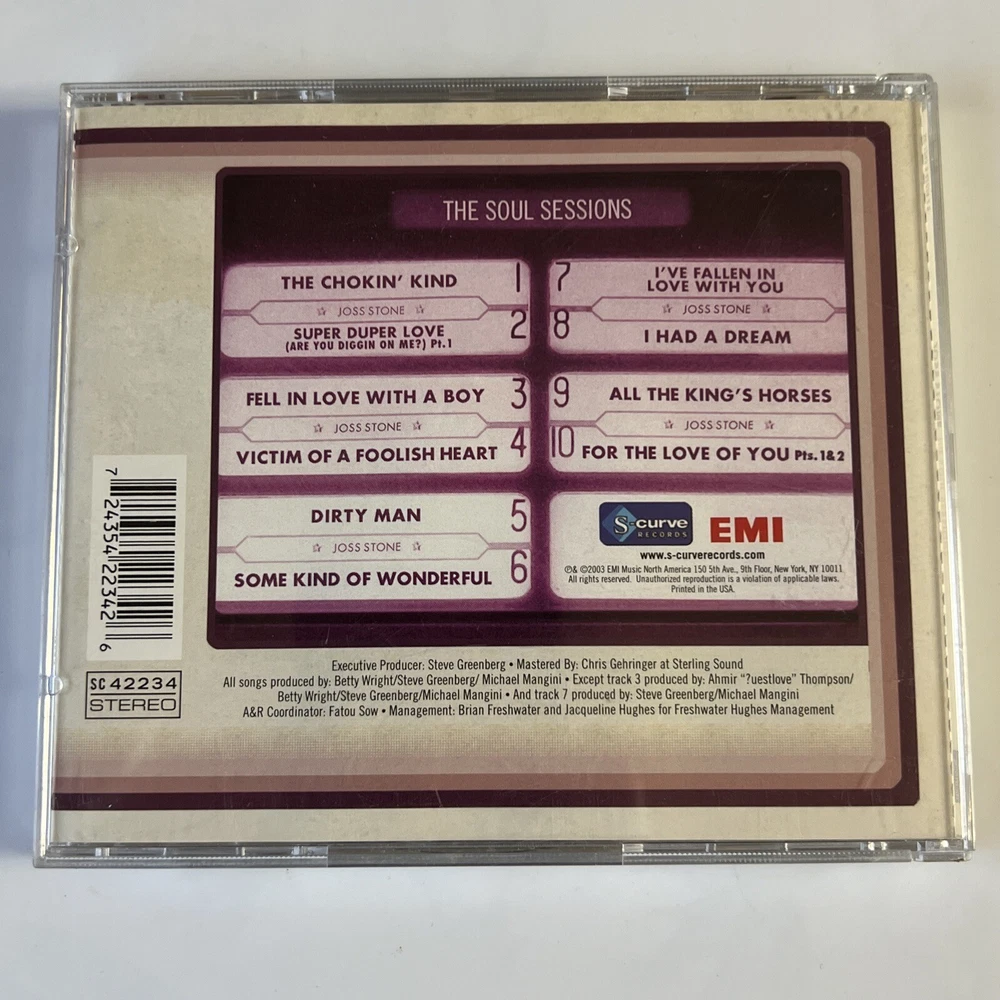 THE SOUL SESSIONS
THE CHOKIN' KIND 1
☆ JOSS STONE ☆
SUPER DUPER LOVE 2
(ARE YOU DIGGIN ON ME?) Pt.1
FELL IN LOVE WITH A BOY 3
☆ JOSS STONE ☆
VICTIM OF A FOOLISH HEART 4
DIRTY MAN 5
☆ JOSS STONE ☆
SOME KIND OF WONDERFUL 6
7 I'VE FALLEN IN
LOVE WITH YOU
☆ JOSS STONE ☆
8 I HAD A DREAM
9 ALL THE KING'S HORSES
☆ JOSS STONE ☆
10 FOR THE LOVE OF YOU Pts. 1&2
S-curve
RECORDS
EMI
www.s-curverecords.com
℗& ©2003 EMI Music North America 150 5th Ave., 9th Floor, New York, NY 10011
All rights reserved. Unauthorized reproduction is a violation of applicable laws.
Printed in the USA.
7 24354 22342 6
SC 42234
STEREO
Executive Producer: Steve Greenberg • Mastered By: Chris Gehringer at Sterling Sound
All songs produced by: Betty Wright/Steve Greenberg/ Michael Mangini • Except track 3 produced by: Ahmir "?uestlove" Thompson/
Betty Wright/Steve Greenberg/Michael Mangini • And track 7 produced by: Steve Greenberg/Michael Mangini
A&R Coordinator: Fatou Sow • Management: Brian Freshwater and Jacqueline Hughes for Freshwater Hughes Management